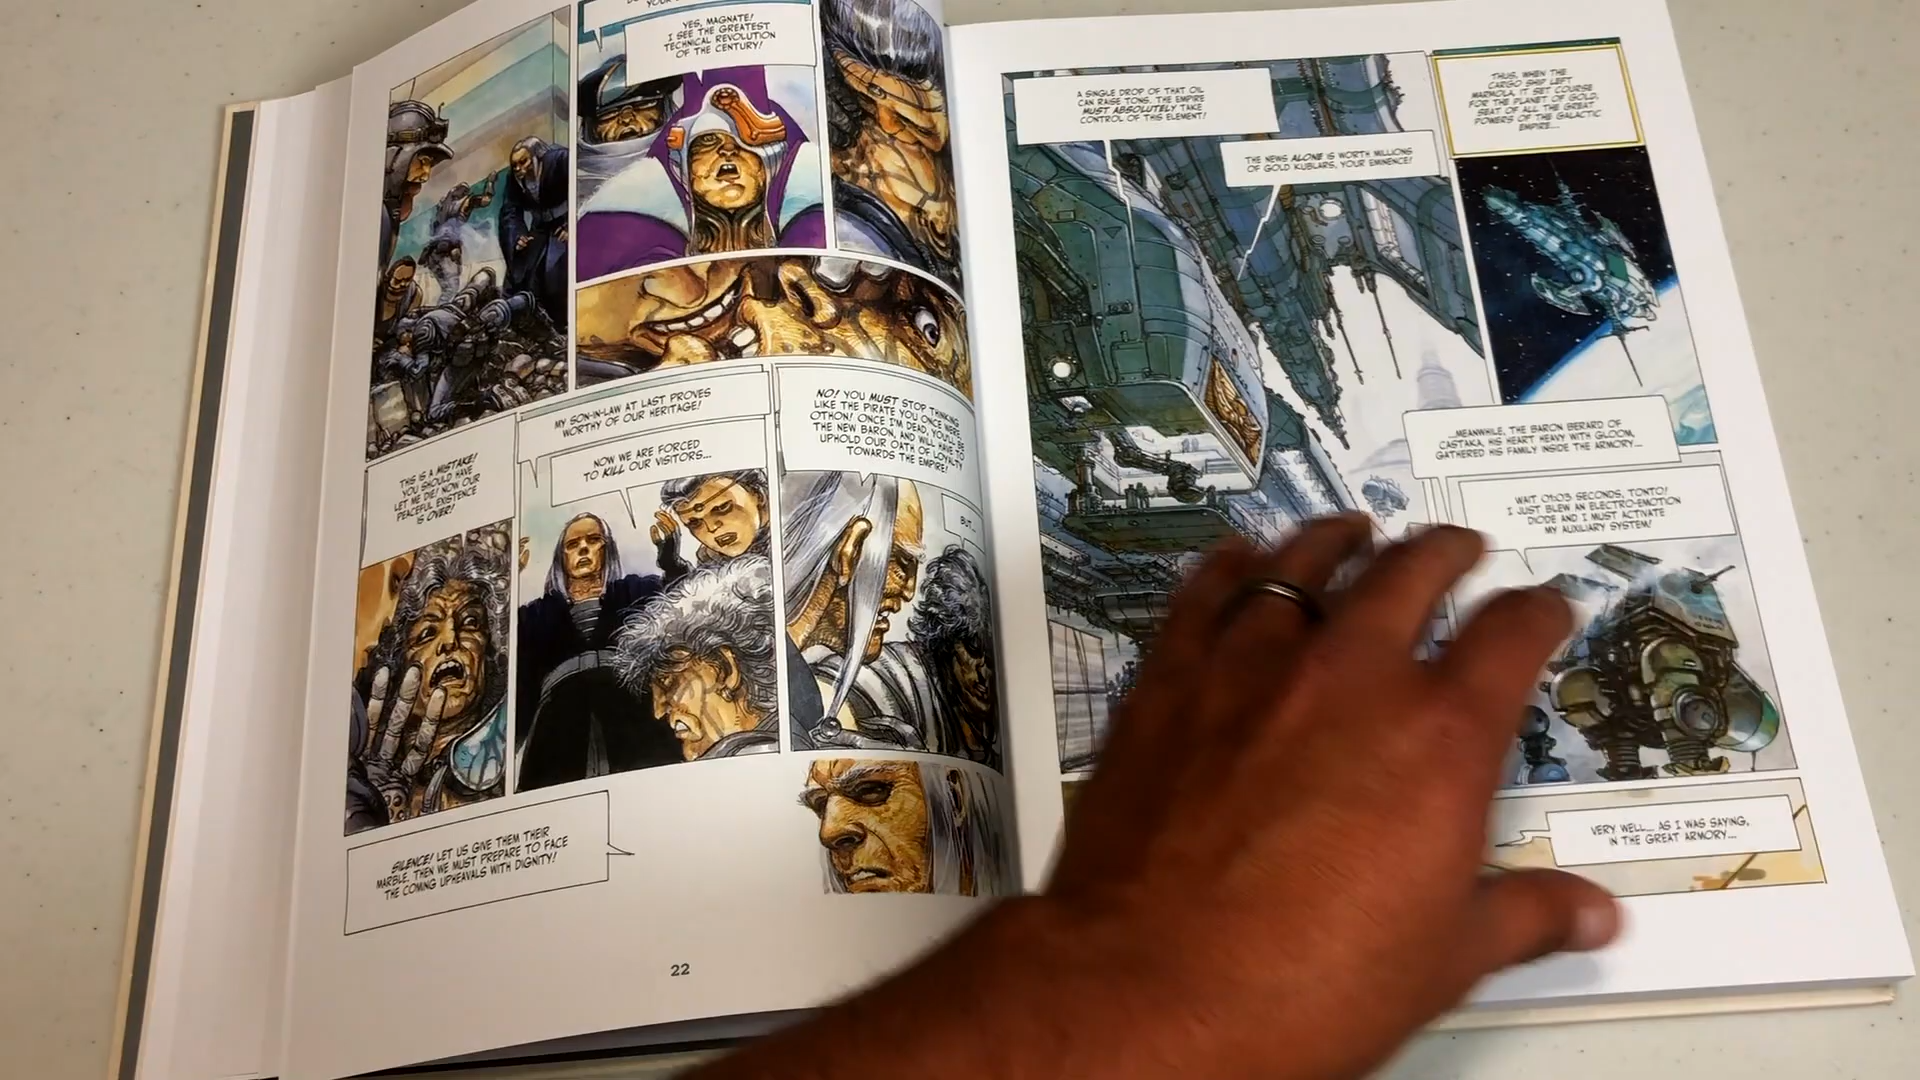 YOUR
YES, MAGNATE!
I SEE THE GREATEST
TECHNICAL REVOLUTION
OF THE CENTURY!
THIS IS A MISTAKE!
YOU SHOULD HAVE
LET ME DIE! NOW OUR
PEACEFUL EXISTENCE
IS OVER!
MY SON-IN-LAW AT LAST PROVES
WORTHY OF OUR HERITAGE!
NOW WE ARE FORCED
TO KILL OUR VISITORS...
NO! YOU MUST STOP THINKING
LIKE THE PIRATE YOU ONCE WERE,
OTHON! ONCE I'M DEAD, YOU'LL BE
THE NEW BARON, AND WILL HAVE TO
UPHOLD OUR OATH OF LOYALTY
TOWARDS THE EMPIRE!
BUT...
SILENCE! LET US GIVE THEM THEIR
MARBLE. THEN WE MUST PREPARE TO FACE
THE COMING UPHEAVALS WITH DIGNITY!
22
A SINGLE DROP OF THAT OIL
CAN RAISE TONS. THE EMPIRE
MUST ABSOLUTELY TAKE
CONTROL OF THIS ELEMENT!
THE NEWS ALONE IS WORTH MILLIONS
OF GOLD KUBLARS, YOUR EMINENCE!
THUS, WHEN THE
CARGO SHIP LEFT
MARMOLA, IT SET COURSE
FOR THE PLANET OF GOLD,
SEAT OF ALL THE GREAT
POWERS OF THE GALACTIC
EMPIRE...
...MEANWHILE, THE BARON BERARD OF
CASTAKA, HIS HEART HEAVY WITH GLOOM,
GATHERED HIS FAMILY INSIDE THE ARMORY...
WAIT 01:03 SECONDS, TONTO!
I JUST BLEW AN ELECTRO-EMOTION
DIODE AND I MUST ACTIVATE
MY AUXILIARY SYSTEM!
VERY WELL... AS I WAS SAYING,
IN THE GREAT ARMORY...